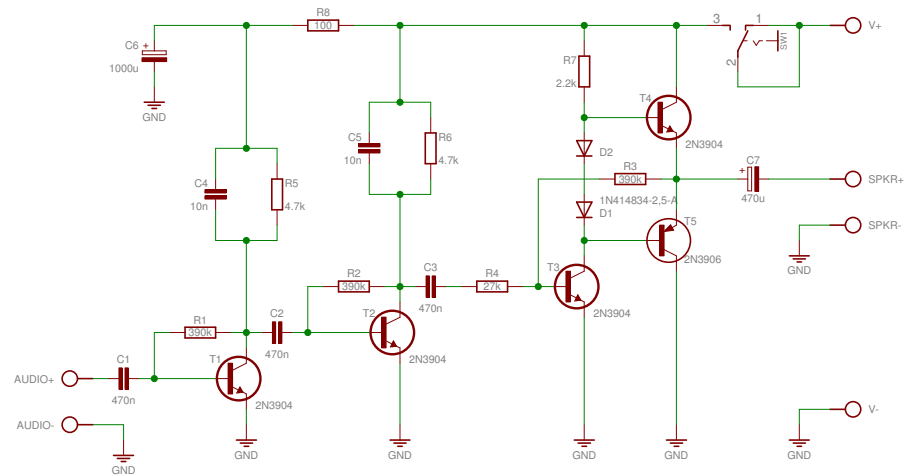 R8
100
3
1
V+
C6
+
1000u
SW1
2
R7
2.2k
GND
T4
C5
10n
R6
4.7k
2N3904
D2
R3
390k
C7
+
470u
SPKR+
C4
10n
R5
4.7k
1N414834-2,5-A
D1
T5
SPKR-
2N3906
GND
C3
470n
R4
27k
T3
R2
390k
2N3904
R1
390k
C2
470n
T2
2N3904
C1
470n
T1
AUDIO+
2N3904
AUDIO-
V-
GND
GND
GND
GND
GND
GND